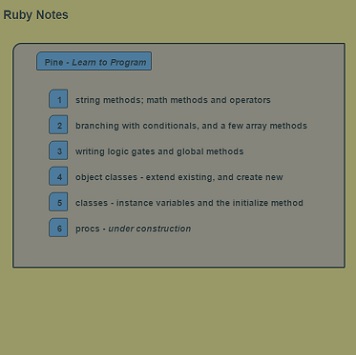 Ruby Notes
Pine - Learn to Program
1 string methods; math methods and operators
2 branching with conditionals, and a few array methods
3 writing logic gates and global methods
4 object classes - extend existing, and create new
5 classes - instance variables and the initialize method
6 procs - under construction